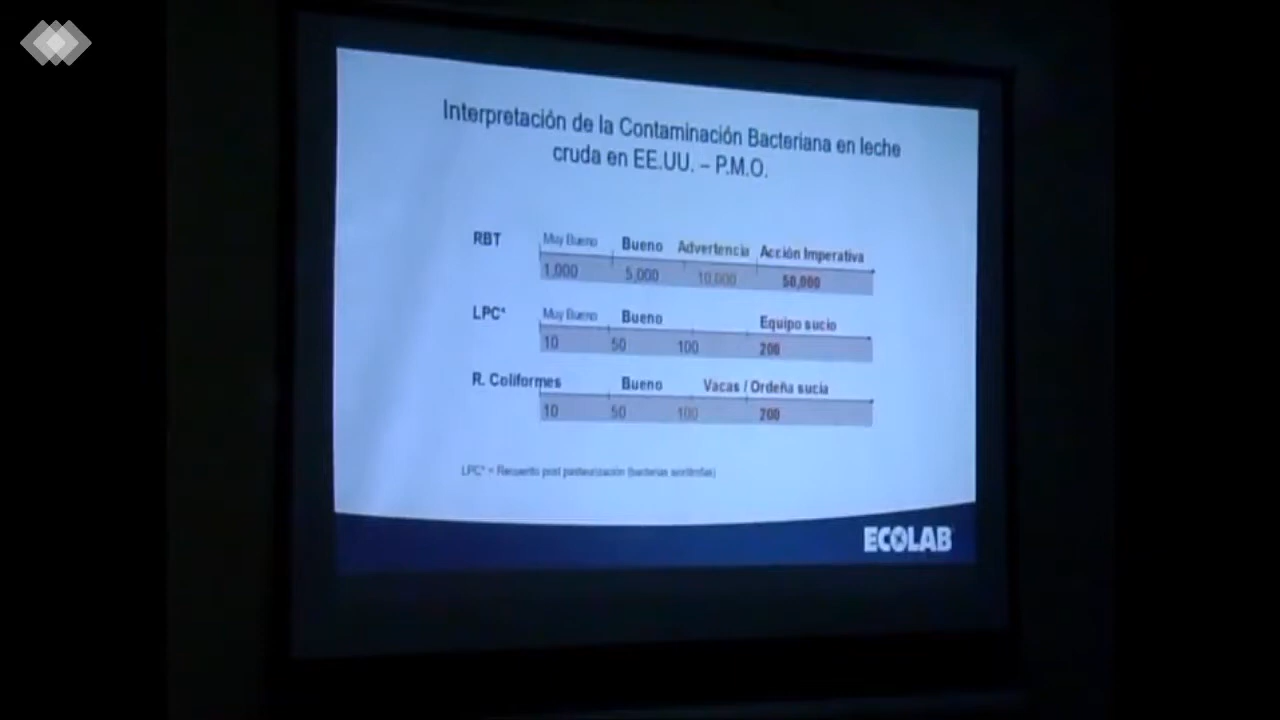 Interpretación de la Contaminación Bacteriana en leche
cruda en EE.UU. – P.M.O.
RBT Muy Bueno Bueno Advertencia Acción Imperativa
1,000 5,000 10,000 50,000
LPC* Muy Bueno Bueno Equipo sucio
10 50 100 200
R. Coliformes Bueno Vacas / Ordeña sucia
10 50 100 200
LPC* = Recuento post pasteurización (bacterias
ECOLAB